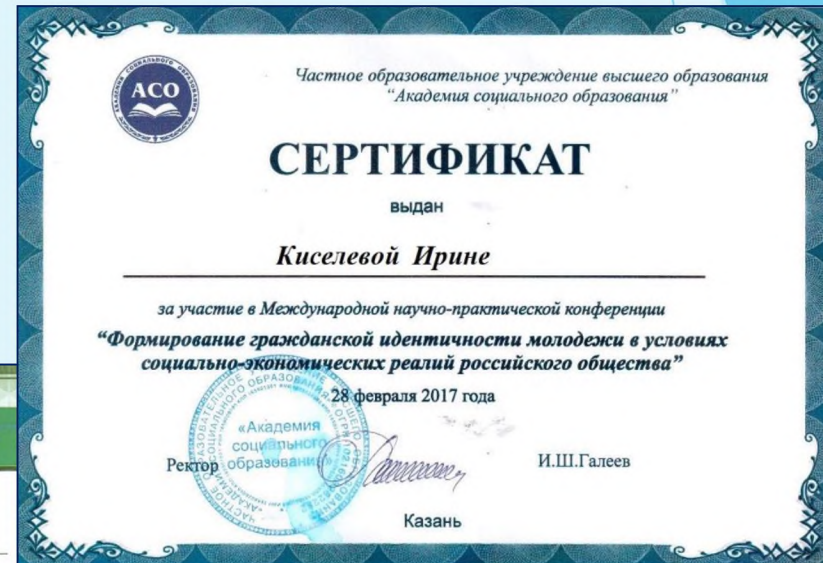 АСО
Частное образовательное учреждение высшего образования
“Академия социального образования”
СЕРТИФИКАТ
выдан
Киселевой Ирине
за участие в Международной научно-практической конференции
“Формирование гражданской идентичности молодежи в условиях
социально-экономических реалий российского общества”
28 февраля 2017 года
«Академия
социального
образования»
Ректор
И.Ш.Галеев
Казань